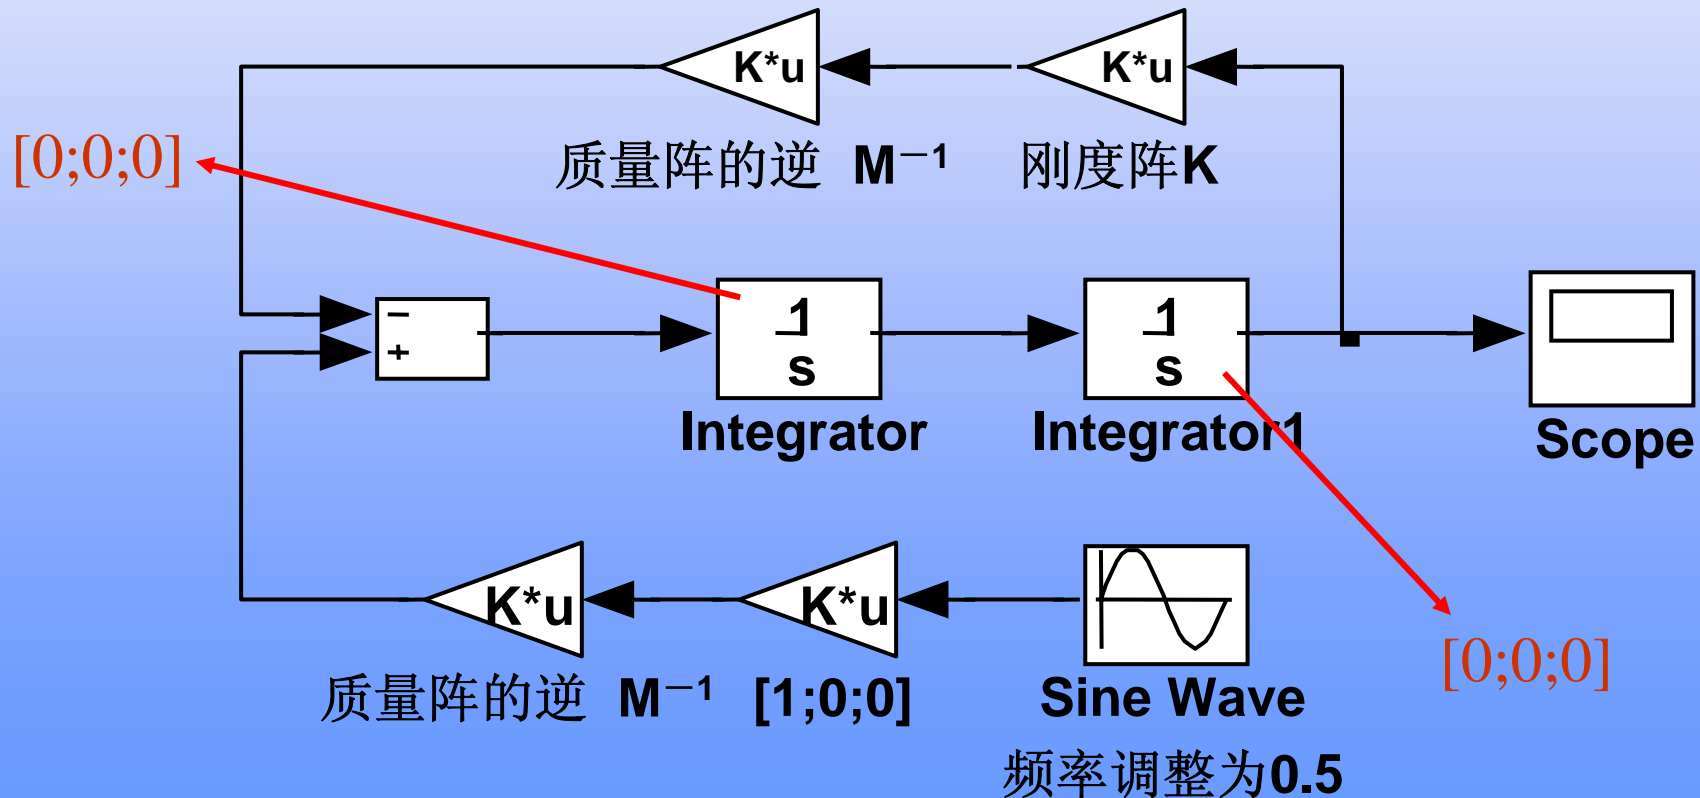 K*u K*u
[0;0;0]
质量阵的逆 M⁻¹ 刚度阵K
−
+
1
s
1
s
Integrator Integrator1 Scope
K*u K*u
[0;0;0]
质量阵的逆 M⁻¹ [1;0;0] Sine Wave
频率调整为0.5